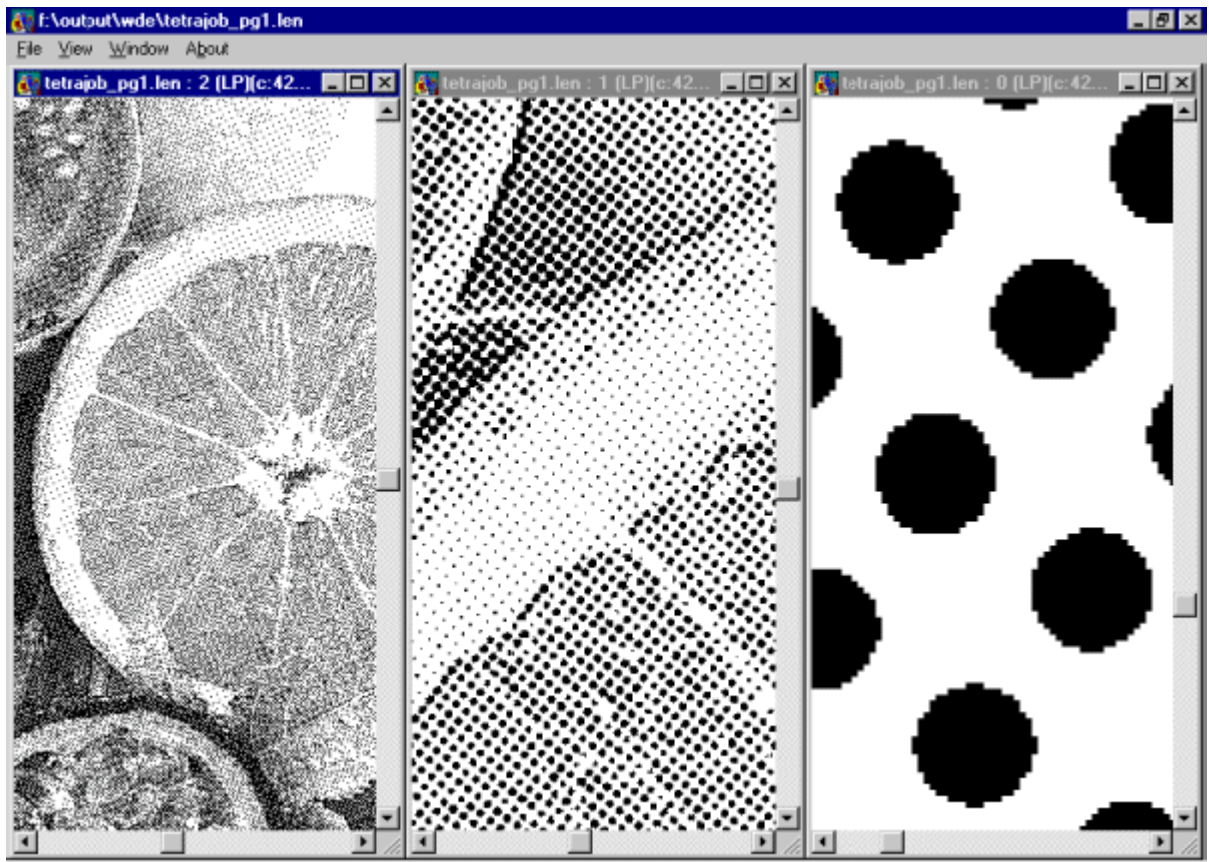 f:\output\wde\tetrajob_pg1.len
File View Window About
tetrajob_pg1.len : 2 (LP)(c:42...
tetrajob_pg1.len : 1 (LP)(c:42...
tetrajob_pg1.len : 0 (LP)(c:42...